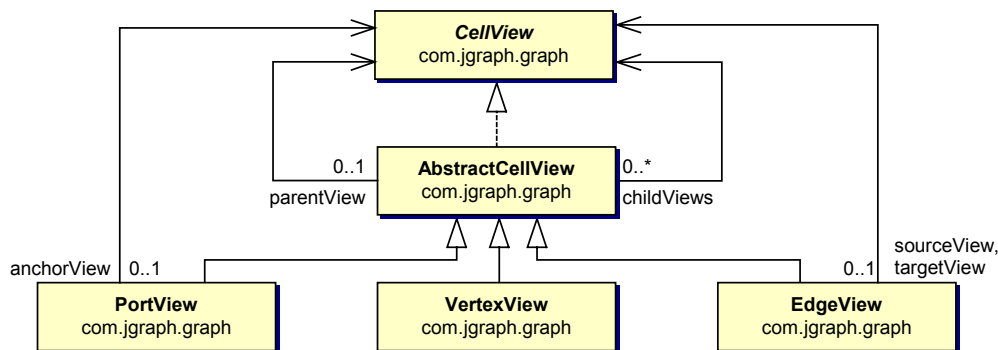 CellView
com.jgraph.graph
0..1
AbstractCellView
0..*
parentView
com.jgraph.graph
childViews
sourceView,
anchorView
0..1
0..1
targetView
PortView
VertexView
EdgeView
com.jgraph.graph
com.jgraph.graph
com.jgraph.graph